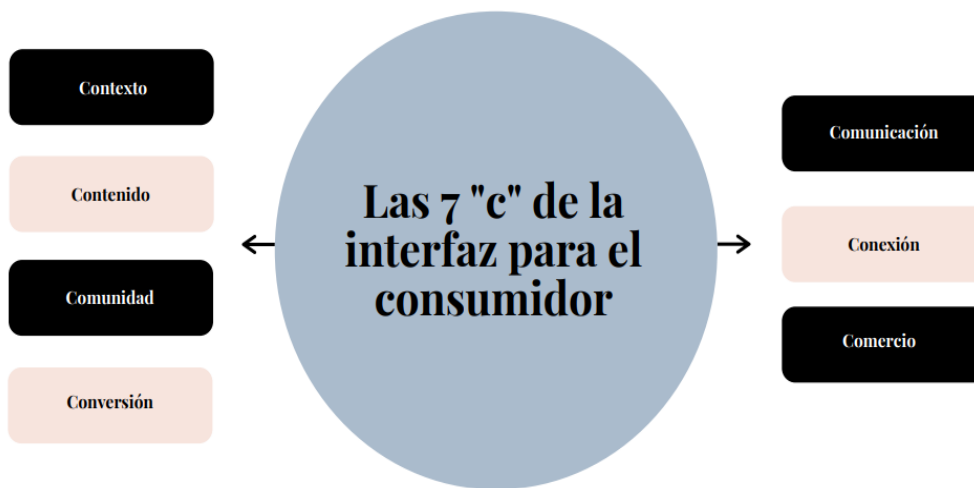 Contexto
Contenido
Comunidad
Conversión
Las 7 "c" de la
interfaz para el
consumidor
Comunicación
Conexión
Comercio